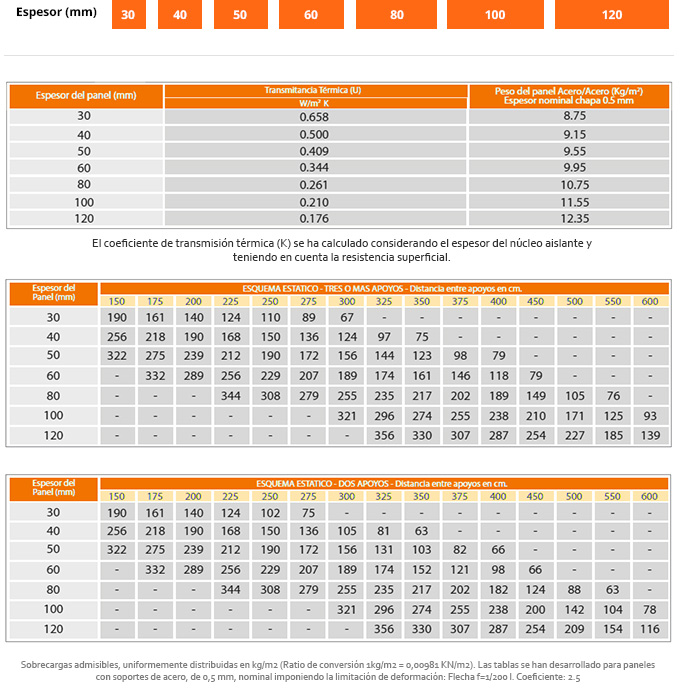 Espesor (mm) 30 40 50 60 80 100 120
Espesor del panel (mm) Transmitancia Térmica (U) Peso del panel Acero/Acero (Kg/m²)
W/m² K Espesor nominal chapa 0.5 mm
30 0.658 8.75
40 0.500 9.15
50 0.409 9.55
60 0.344 9.95
80 0.261 10.75
100 0.210 11.55
120 0.176 12.35
El coeficiente de transmisión térmica (K) se ha calculado considerando el espesor del núcleo aislante y
teniendo en cuenta la resistencia superficial.
Espesor del Panel (mm) ESQUEMA ESTATICO - TRES O MAS APOYOS - Distancia entre apoyos en cm.
150 175 200 225 250 275 300 325 350 375 400 450 500 550 600
30 190 161 140 124 110 89 67 - - - - - - - -
40 256 218 190 168 150 136 124 97 75 - - - - - -
50 322 275 239 212 190 172 156 144 123 98 79 - - - -
60 - 332 289 256 229 207 189 174 161 146 118 79 - - -
80 - - - 344 308 279 255 235 217 202 189 149 105 76 -
100 - - - - - - 321 296 274 255 238 210 171 125 93
120 - - - - - - - 356 330 307 287 254 227 185 139
Espesor del Panel (mm) ESQUEMA ESTATICO - DOS APOYOS - Distancia entre apoyos en cm.
150 175 200 225 250 275 300 325 350 375 400 450 500 550 600
30 190 161 140 124 102 75 - - - - - - - - -
40 256 218 190 168 150 136 105 81 63 - - - - - -
50 322 275 239 212 190 172 156 131 103 82 66 - - - -
60 - 332 289 256 229 207 189 174 152 121 98 66 - - -
80 - - - 344 308 279 255 235 217 202 182 124 88 63 -
100 - - - - - - 321 296 274 255 238 200 142 104 78
120 - - - - - - - 356 330 307 287 254 209 154 116
Sobrecargas admisibles, uniformemente distribuidas en kg/m2 (Ratio de conversión 1kg/m2 = 0,00981 KN/m2). Las tablas se han desarrollado para paneles
con soportes de acero, de 0,5 mm, nominal imponiendo la limitación de deformación: Flecha f=1/200 l. Coeficiente: 2.5